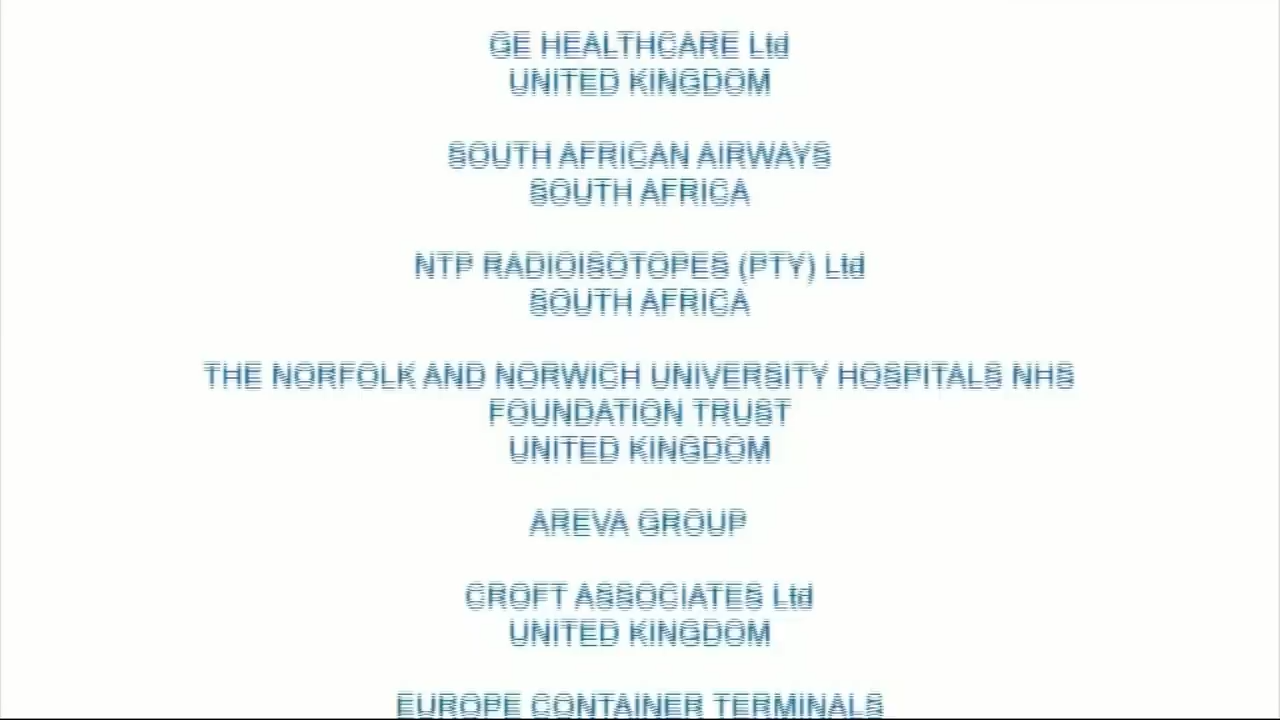 GE HEALTHCARE Ltd
UNITED KINGDOM
SOUTH AFRICAN AIRWAYS
SOUTH AFRICA
NTP RADIOISOTOPES (PTY) Ltd
SOUTH AFRICA
THE NORFOLK AND NORWICH UNIVERSITY HOSPITALS NHS
FOUNDATION TRUST
UNITED KINGDOM
AREVA GROUP
CROFT ASSOCIATES Ltd
UNITED KINGDOM
EUROPE CONTAINER TERMINALS